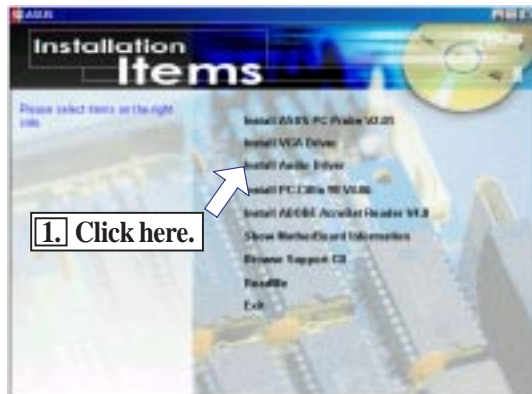 ASUS
Installation
Items
Please select items on the right
side.
Install ASUS PC Probe V2.01
Install VGA Driver
Install Audio Driver
Install PC-Cillin 98 V6.06
Install ADOBE Acrobat Reader V4.0
Show MotherBoard Information
Browse Support CD
ReadMe
Exit
1. Click here.